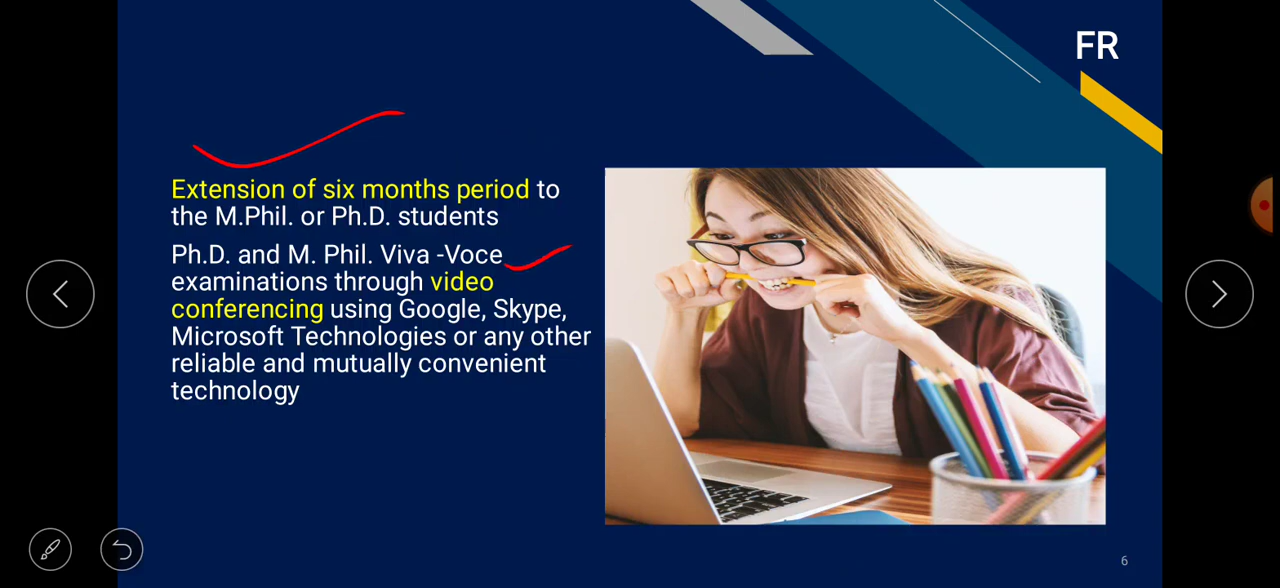 FR
Extension of six months period to
the M.Phil. or Ph.D. students
Ph.D. and M. Phil. Viva -Voce
examinations through video
conferencing using Google, Skype,
Microsoft Technologies or any other
reliable and mutually convenient
technology
6